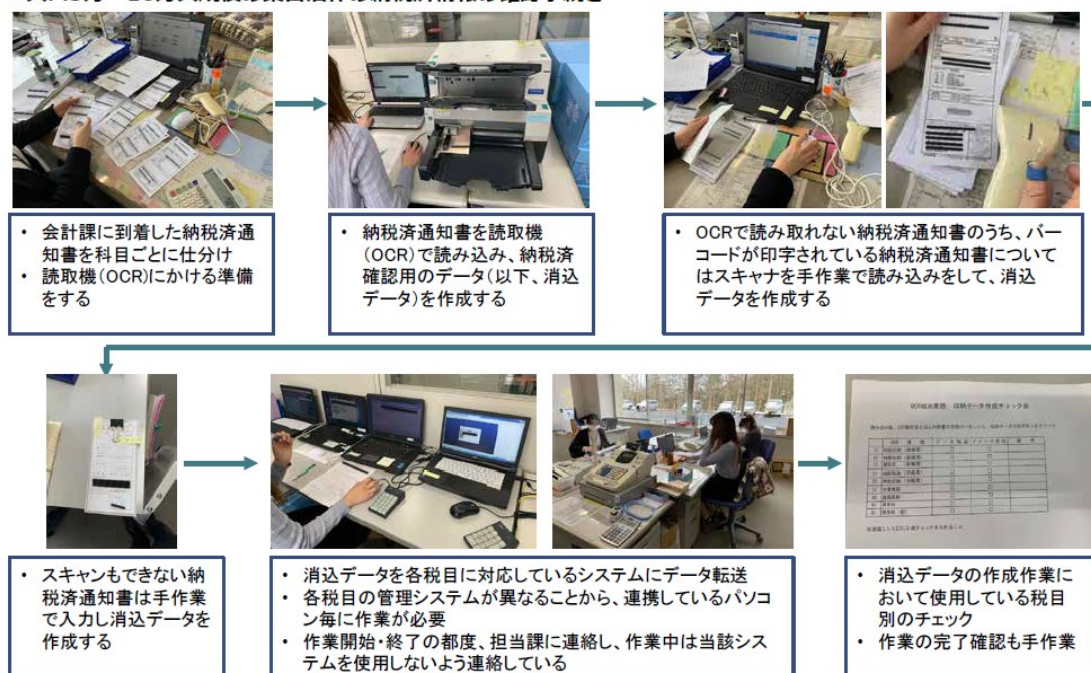 ・ 会計課に到着した納税済通
知書を科目ごとに仕分け
・ 読取機(OCR)にかける準備
をする
・ 納税済通知書を読取機
(OCR)で読み込み、納税済
確認用のデータ(以下、消込
データ)を作成する
・ OCRで読み取れない納税済通知書のうち、バー
コードが印字されている納税済通知書について
はスキャナを手作業で読み込みをして、消込
データを作成する
・ スキャンもできない納
税済通知書は手作業
で入力し消込データを
作成する
・ 消込データを各税目に対応しているシステムにデータ転送
・ 各税目の管理システムが異なることから、連携しているパソコ
ン毎に作業が必要
・ 作業開始・終了の都度、担当課に連絡し、作業中は当該シス
テムを使用しないよう連絡している
・ 消込データの作成作業に
おいて使用している税目
別のチェック
・ 作業の完了確認も手作業